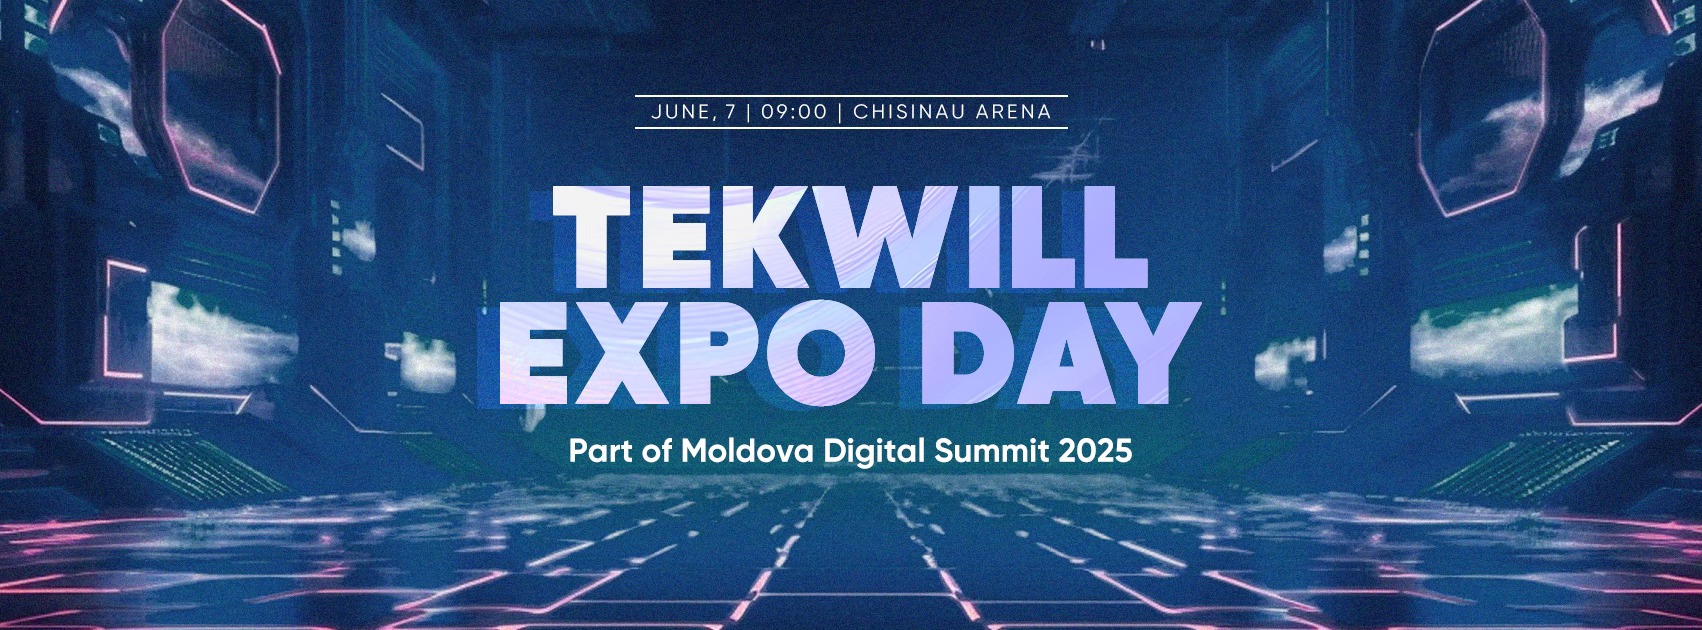 JUNE, 7 | 09:00 | CHISINAU ARENA
TEKWILL
EXPO DAY
Part of Moldova Digital Summit 2025